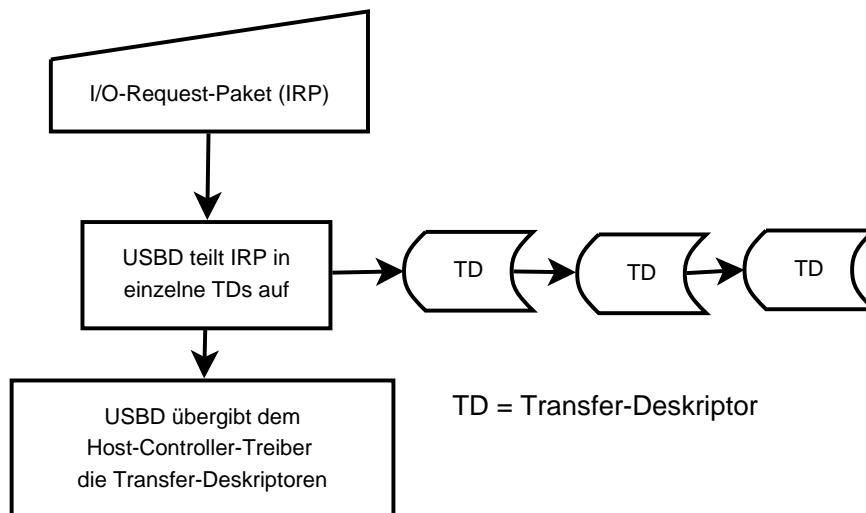 I/O-Request-Paket (IRP)
USBD teilt IRP in
einzelne TDs auf
TD
TD
TD
USBD übergibt dem
Host-Controller-Treiber
die Transfer-Deskriptoren
TD = Transfer-Deskriptor